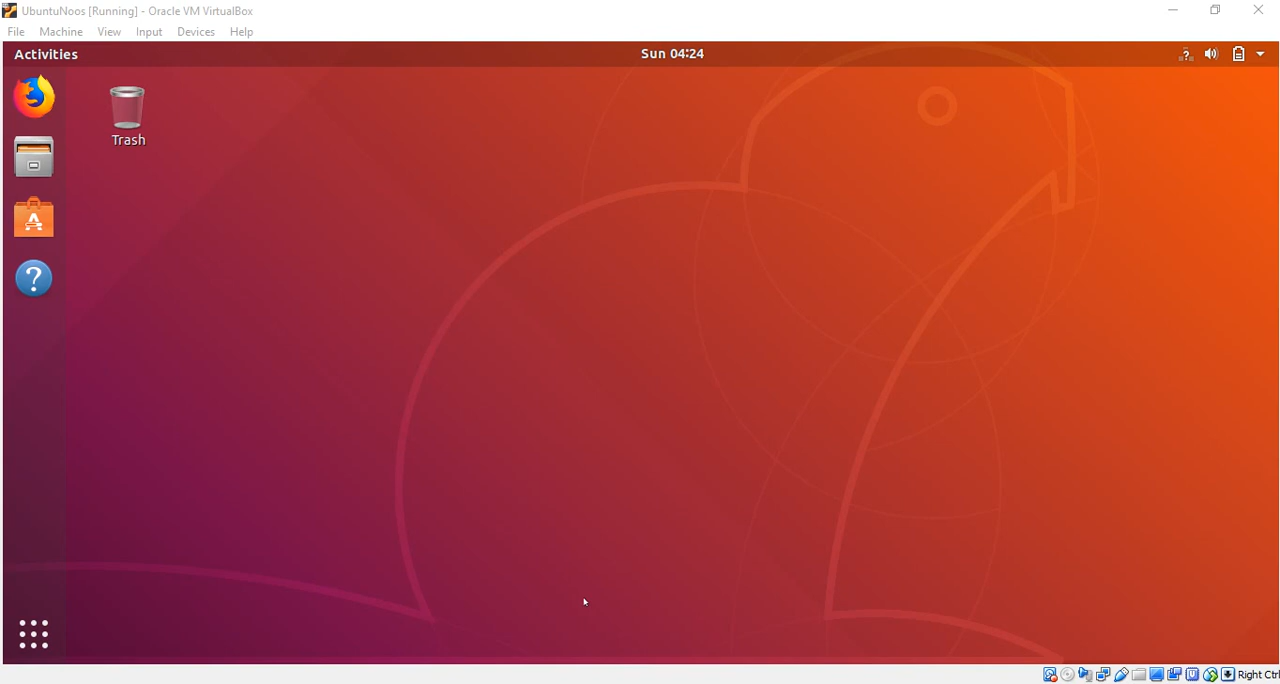 UbuntuNoos [Running] - Oracle VM VirtualBox
File Machine View Input Devices Help
Activities Sun 04:24 ?
Trash
A
?
Right Ctrl